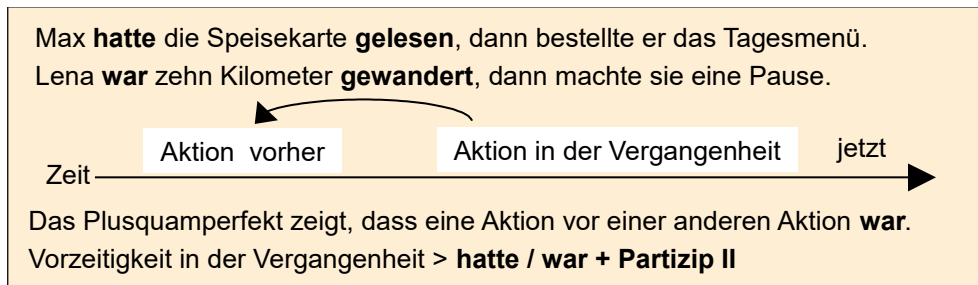 Max hatte die Speisekarte gelesen, dann bestellte er das Tagesmenü.
Lena war zehn Kilometer gewandert, dann machte sie eine Pause.
Aktion vorher
Aktion in der Vergangenheit
jetzt
Zeit
Das Plusquamperfekt zeigt, dass eine Aktion vor einer anderen Aktion war.
Vorzeitigkeit in der Vergangenheit > hatte / war + Partizip II